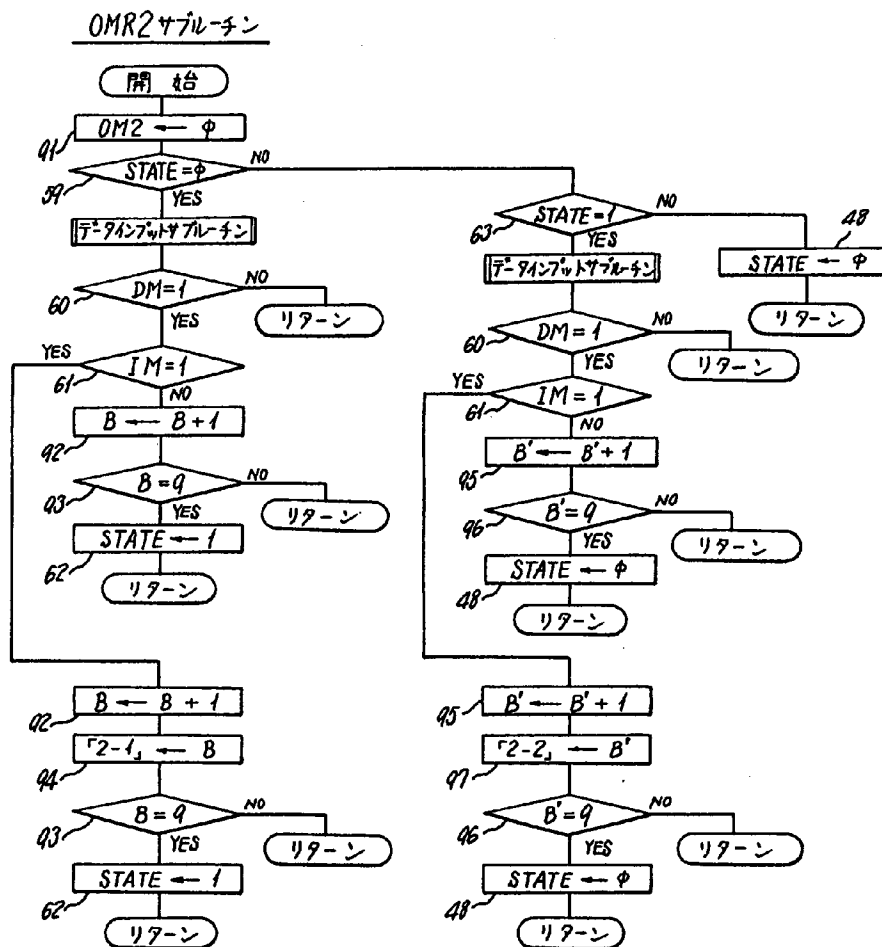 OMR2サブルーチン
開始
OM2 ← φ
91
STATE=φ
NO
59
YES
データインプットサブルーチン
DM=1
NO
60
YES
リターン
YES
IM=1
61
NO
B ← B+1
92
B=9
NO
93
YES
リターン
STATE ← 1
62
リターン
B ← B+1
92
「2-1」 ← B
94
B=9
NO
93
YES
リターン
STATE ← 1
62
リターン
STATE=1
NO
63
YES
48
STATE ← φ
リターン
データインプットサブルーチン
DM=1
NO
60
YES
リターン
YES
IM=1
61
NO
B' ← B'+1
95
B'=9
NO
96
YES
リターン
STATE ← φ
48
リターン
B' ← B'+1
95
「2-2」 ← B'
97
B'=9
NO
96
YES
リターン
STATE ← φ
48
リターン